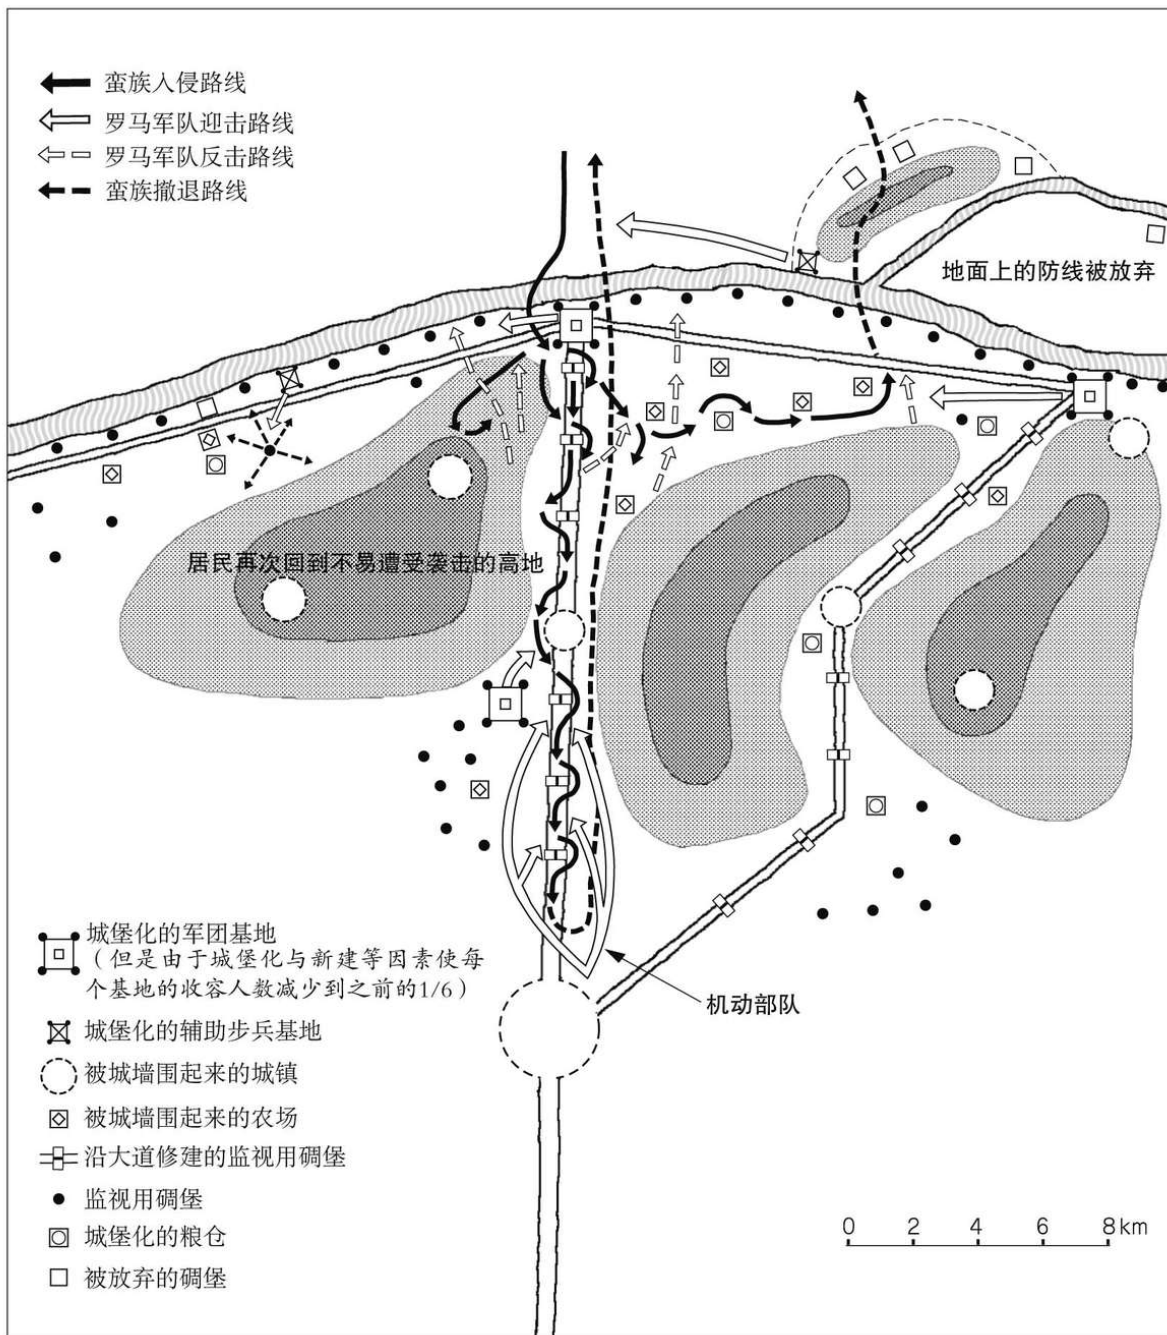 蛮族入侵路线
罗马军队迎击路线
罗马军队反击路线
蛮族撤退路线
地面上的防线被放弃
居民再次回到不易遭受袭击的高地
城堡化的军团基地
（但是由于城堡化与新建等因素使每
个基地的收容人数减少到之前的1/6）
机动部队
城堡化的辅助步兵基地
被城墙围起来的城镇
被城墙围起来的农场
沿大道修建的监视用碉堡
监视用碉堡
城堡化的粮仓
被放弃的碉堡
0 2 4 6 8km